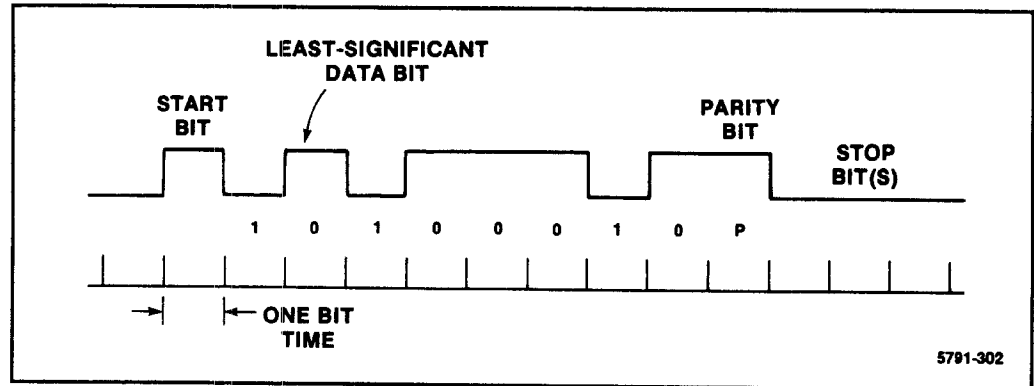 LEAST-SIGNIFICANT
DATA BIT
START
BIT
PARITY
BIT
STOP
BIT(S)
1 0 1 0 0 0 1 0 P
ONE BIT
TIME
5791-302